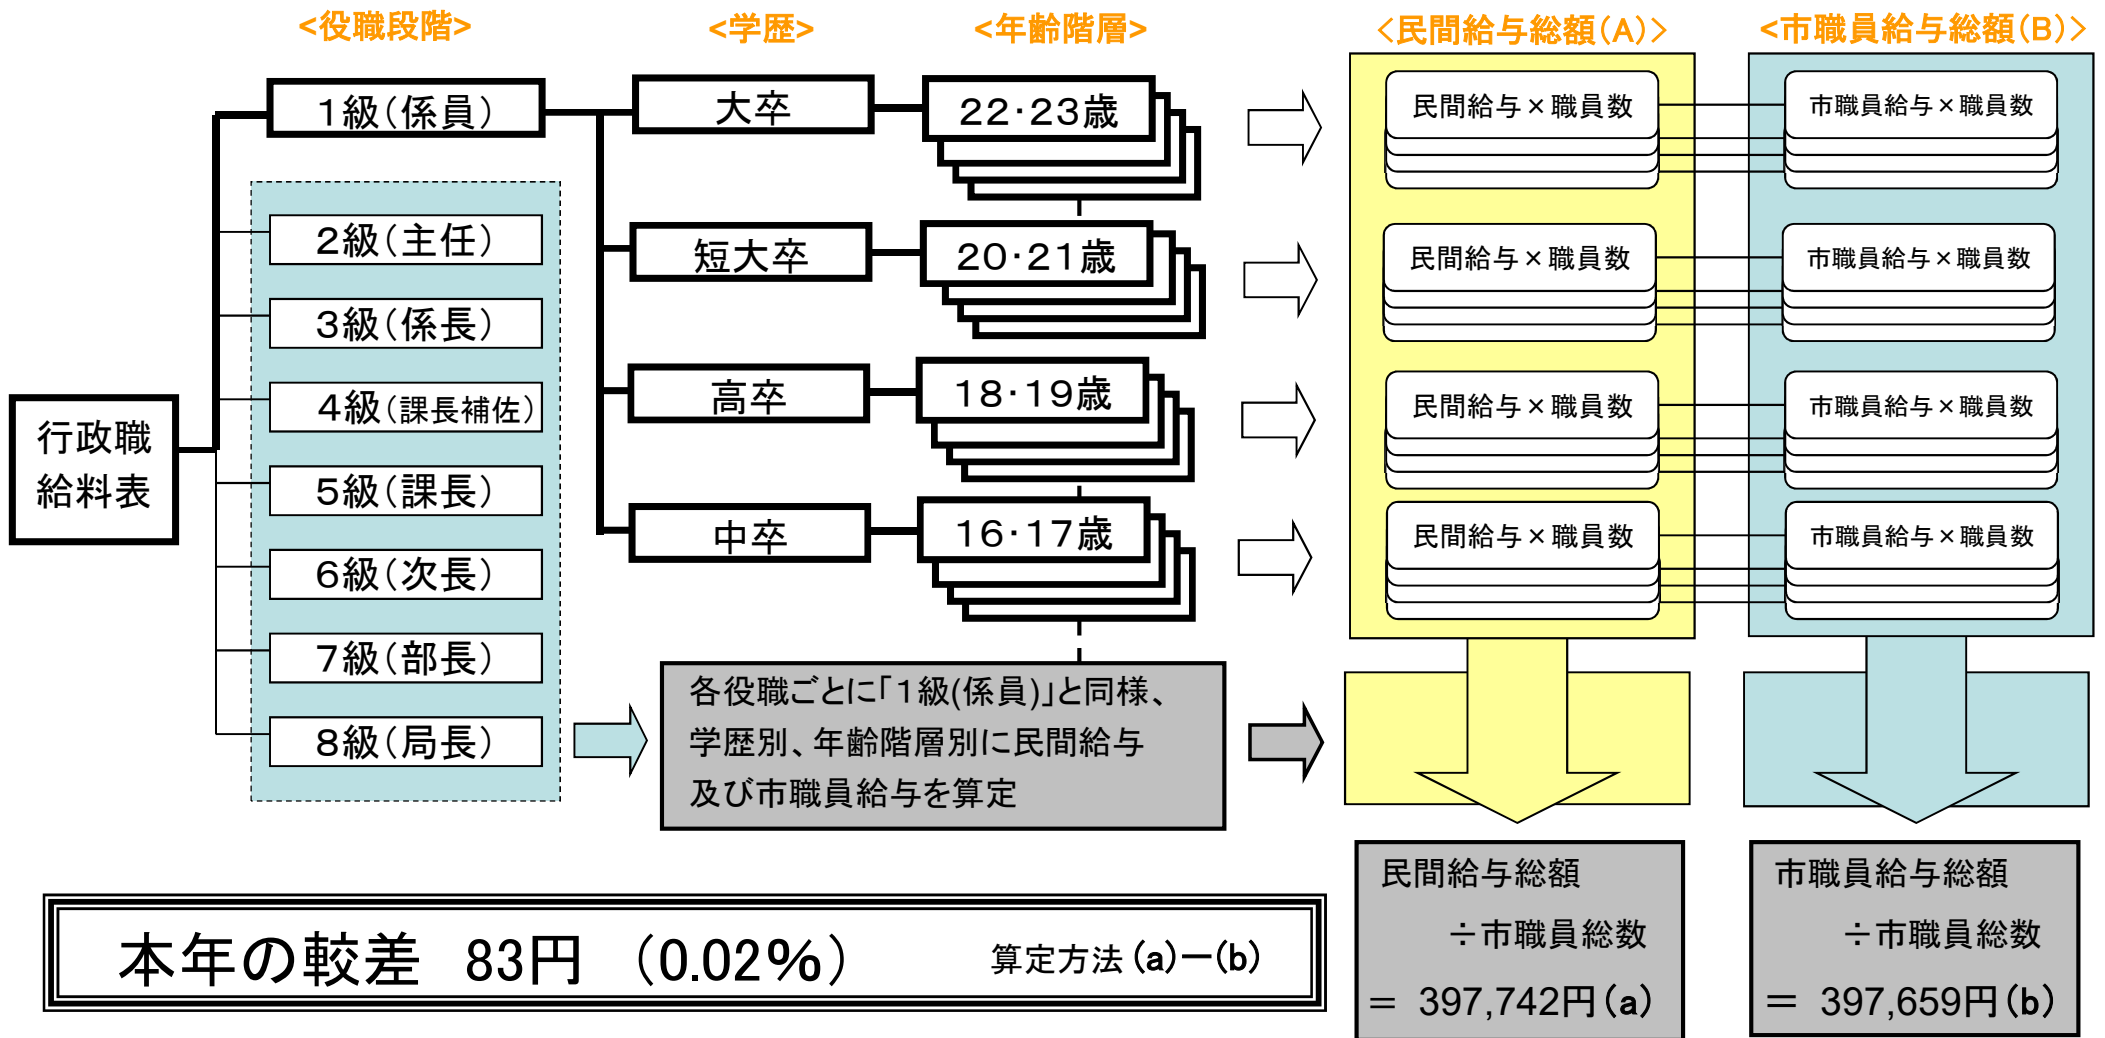 <役職段階>
<学歴>
<年齢階層>
<民間給与総額(A)>
<市職員給与総額(B)>
行政職
給料表
1級(係員)
2級(主任)
3級(係長)
4級(課長補佐)
5級(課長)
6級(次長)
7級(部長)
8級(局長)
大卒
22・23歳
民間給与×職員数
市職員給与×職員数
短大卒
20・21歳
民間給与×職員数
市職員給与×職員数
高卒
18・19歳
民間給与×職員数
市職員給与×職員数
中卒
16・17歳
民間給与×職員数
市職員給与×職員数
各役職ごとに「1級(係員)」と同様、
学歴別、年齢階層別に民間給与
及び市職員給与を算定
民間給与総額
÷市職員総数
= 397,742円(a)
市職員給与総額
÷市職員総数
= 397,659円(b)
本年の較差 83円 (0.02%) 算定方法(a)-(b)